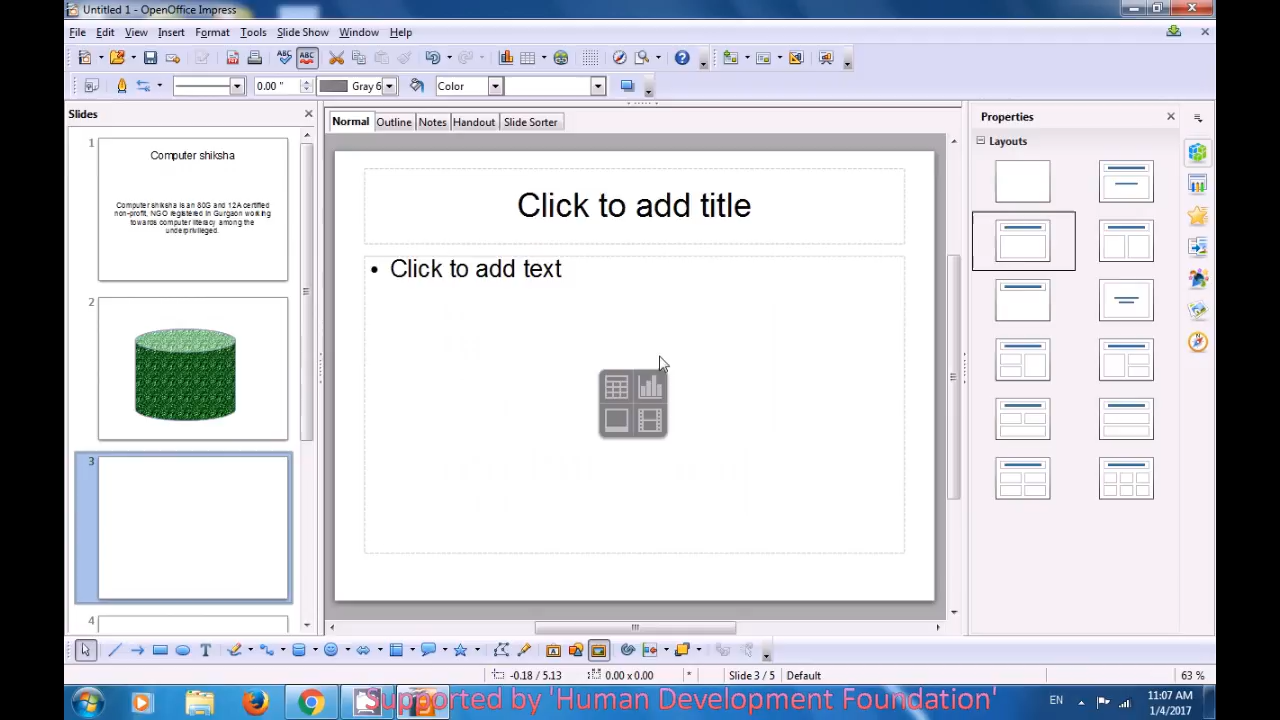 Untitled 1 - OpenOffice Impress
File Edit View Insert Format Tools Slide Show Window Help
0.00 " Gray 6 Color
Slides
Normal Outline Notes Handout Slide Sorter
Properties
Layouts
1
Computer shiksha
Computer shiksha is an 80G and 12A certified
non-profit, NGO registered in Gurgaon working
towards computer literacy among the
underprivileged.
2
3
4
Click to add title
• Click to add text
-0.18 / 5.13 0.00 x 0.00 * Slide 3 / 5 Default 63 %
Supported by 'Human Development Foundation'
EN
11:07 AM
1/4/2017